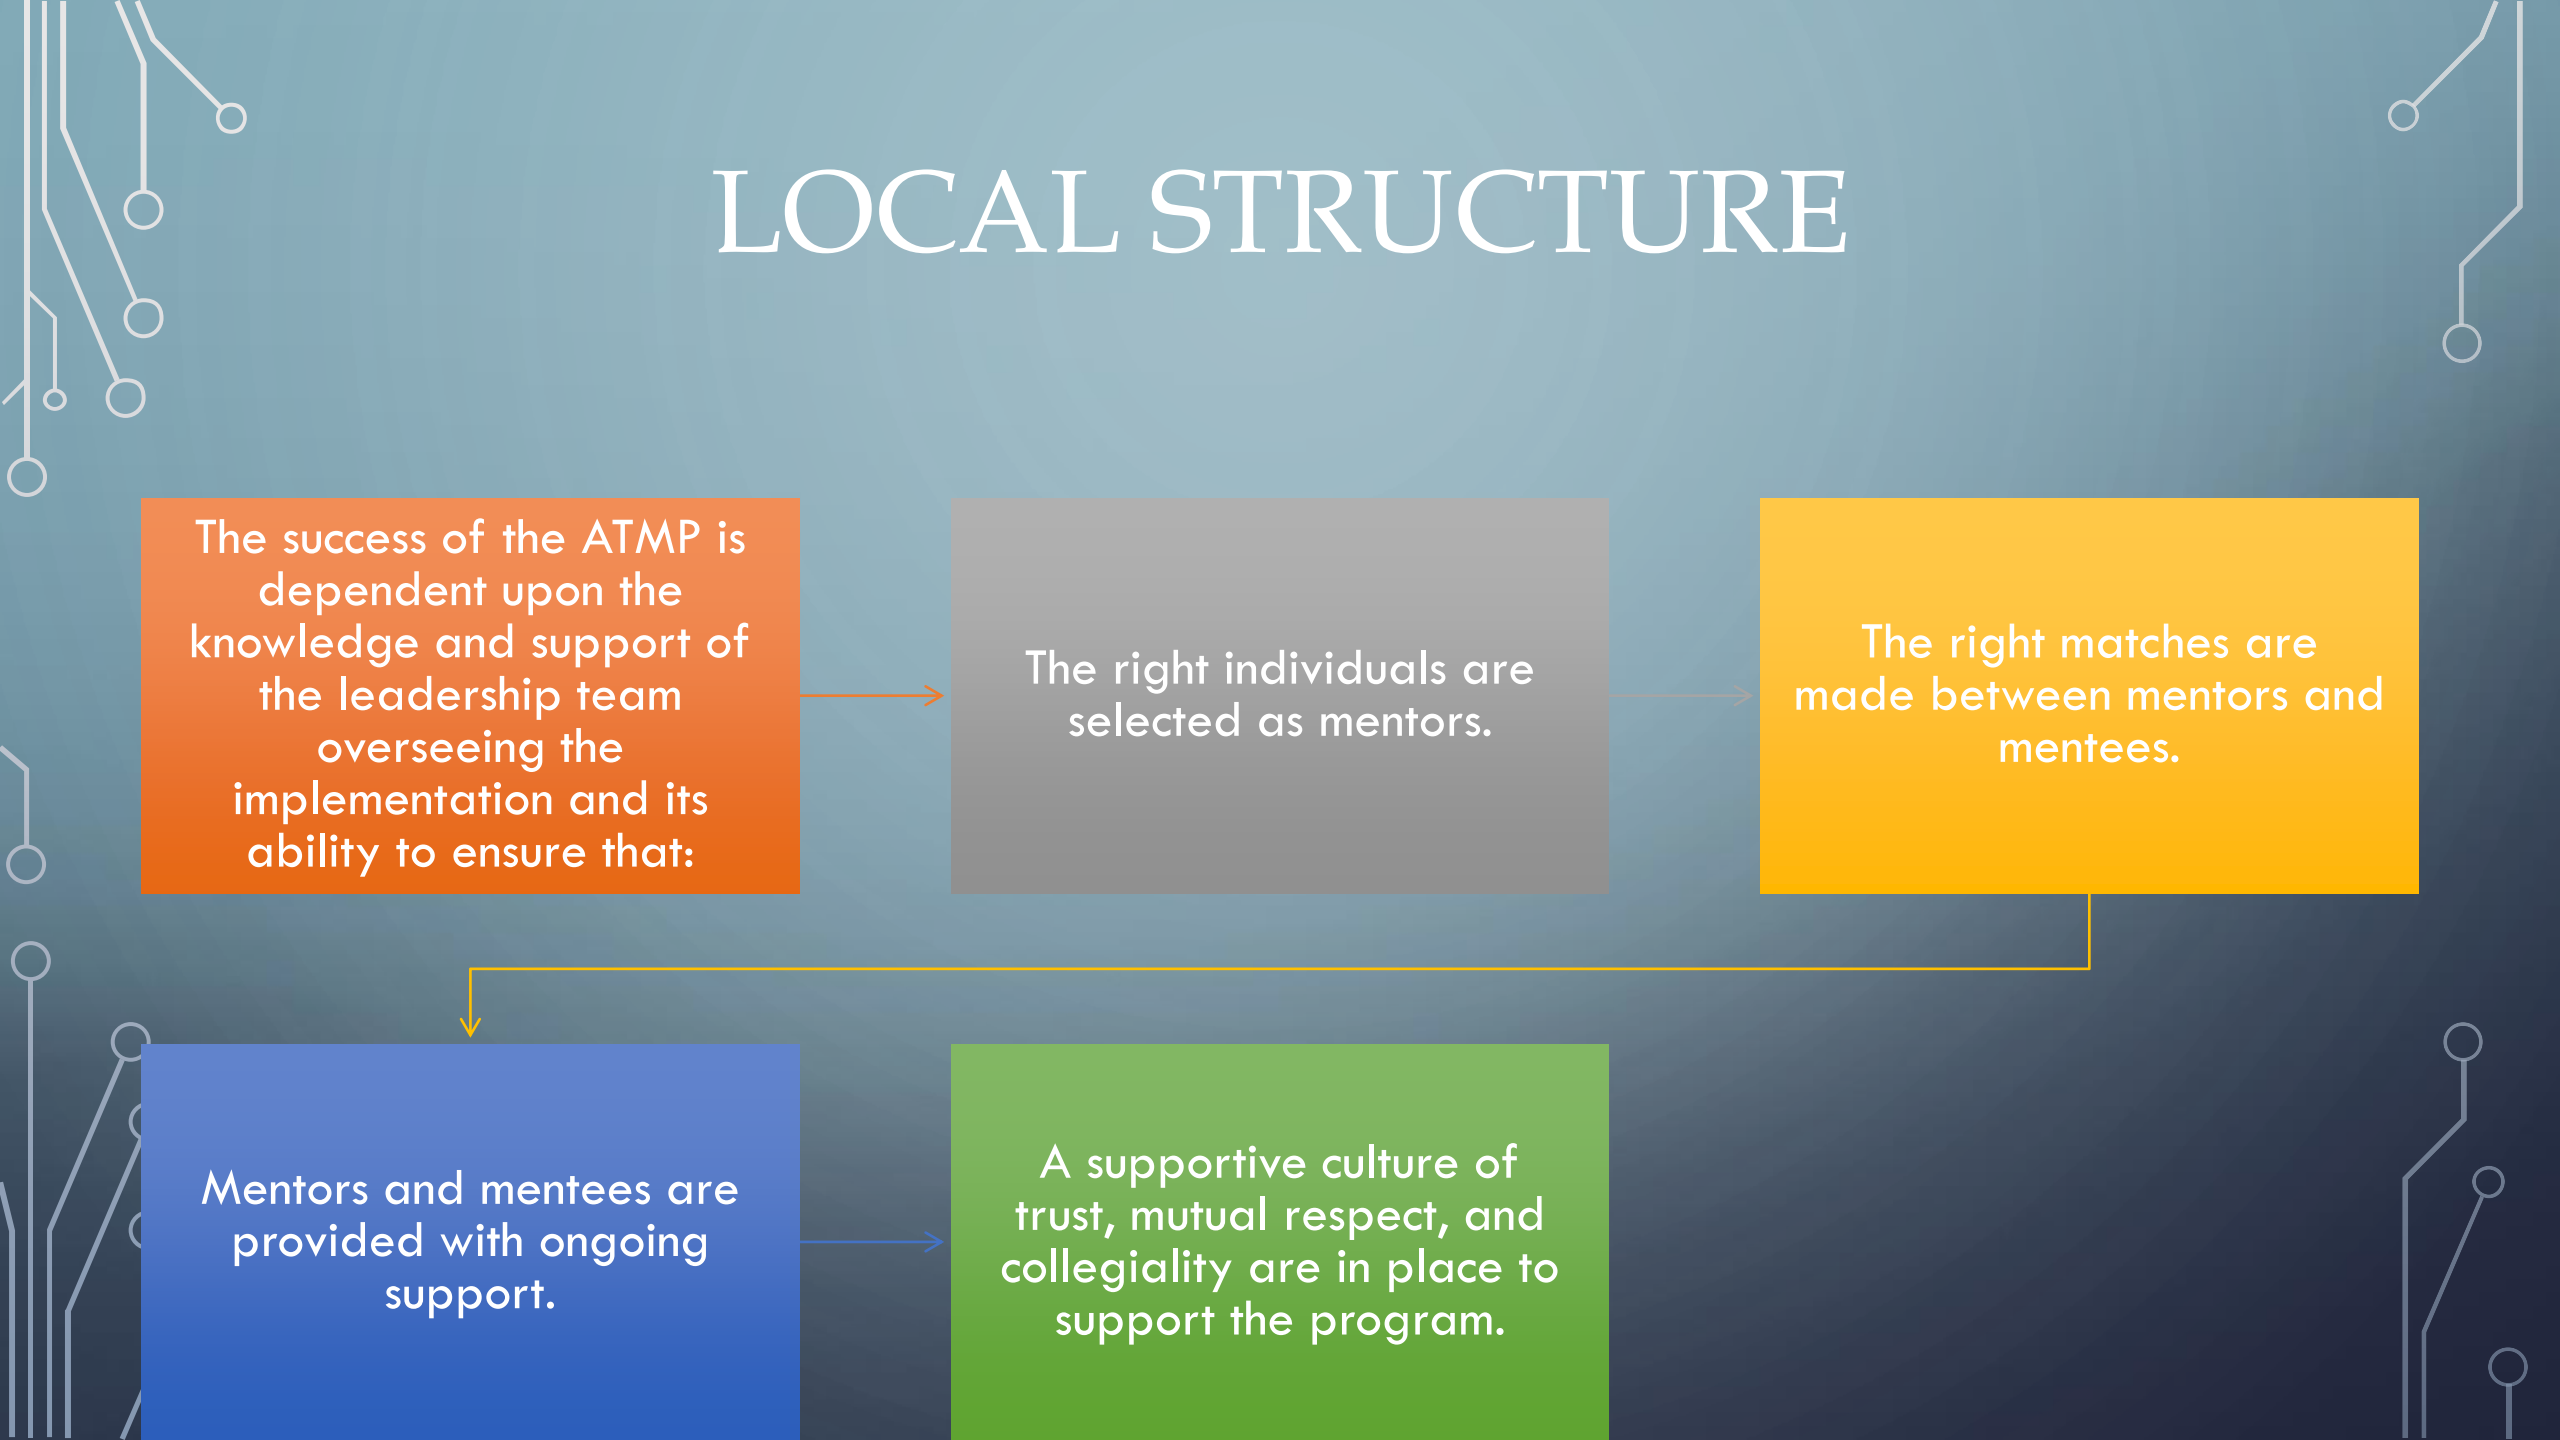 LOCAL STRUCTURE
The success of the ATMP is
dependent upon the
knowledge and support of
the leadership team
overseeing the
implementation and its
ability to ensure that:
The right individuals are
selected as mentors.
The right matches are
made between mentors and
mentees.
Mentors and mentees are
provided with ongoing
support.
A supportive culture of
trust, mutual respect, and
collegiality are in place to
support the program.